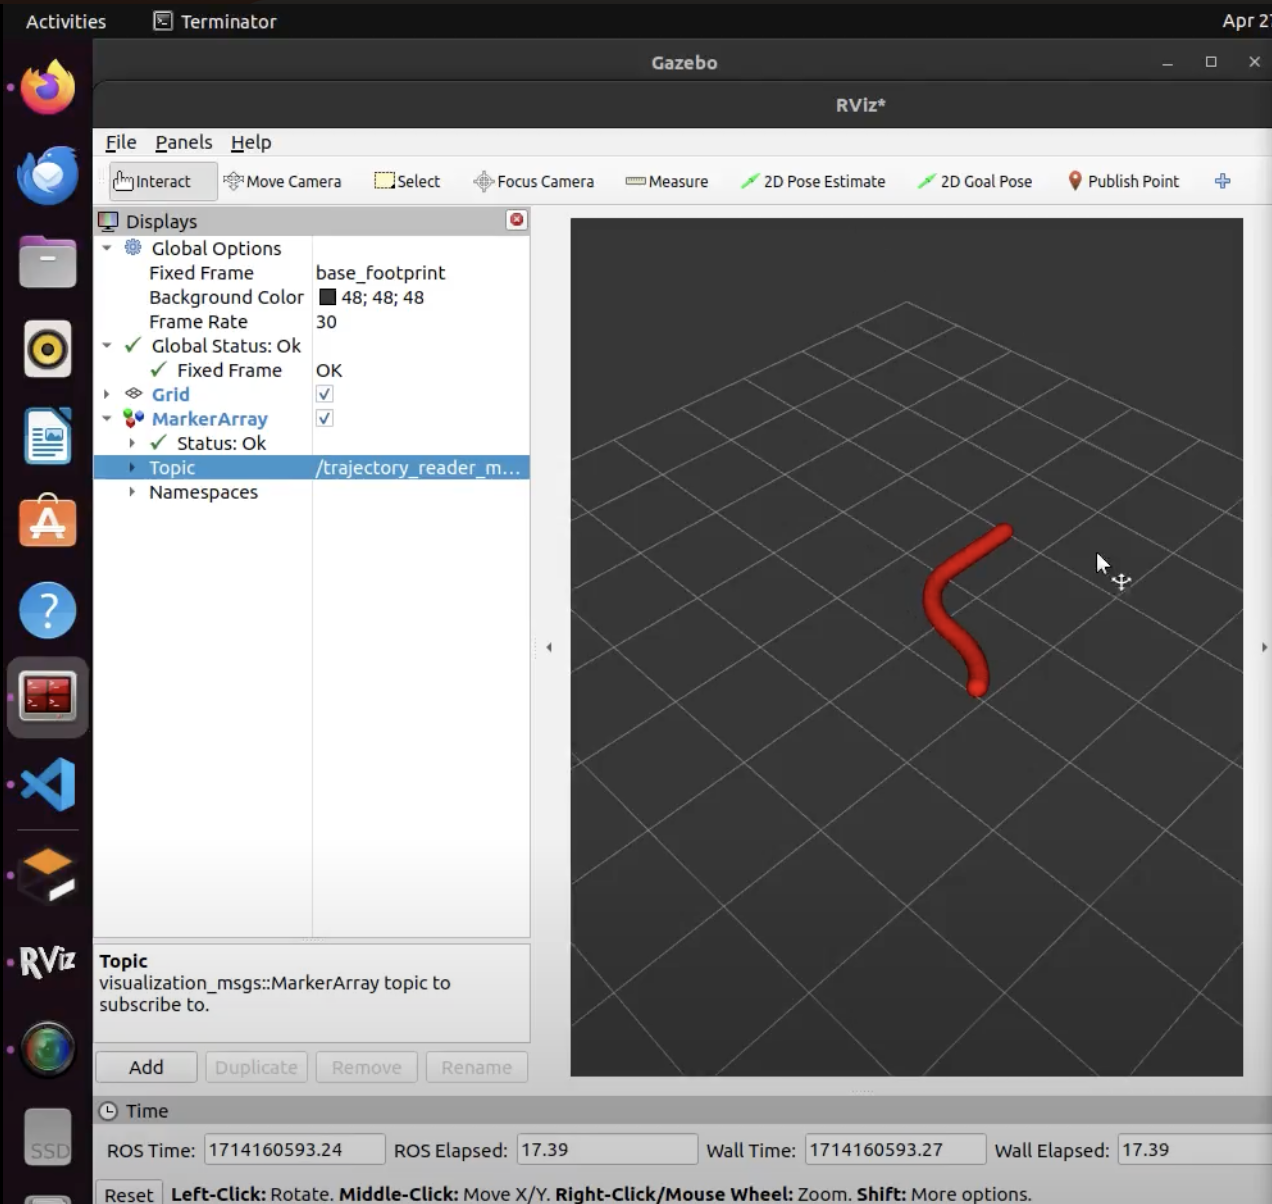 Activities Terminator Apr 27
Gazebo
RViz*
File Panels Help
Interact Move Camera Select Focus Camera Measure 2D Pose Estimate 2D Goal Pose Publish Point
Displays
Global Options
Fixed Frame base_footprint
Background Color 48; 48; 48
Frame Rate 30
Global Status: Ok
Fixed Frame OK
Grid
MarkerArray
Status: Ok
Topic /trajectory_reader_m...
Namespaces
Topic
visualization_msgs::MarkerArray topic to
subscribe to.
Add Duplicate Remove Rename
Time
ROS Time: 1714160593.24 ROS Elapsed: 17.39 Wall Time: 1714160593.27 Wall Elapsed: 17.39
Reset Left-Click: Rotate. Middle-Click: Move X/Y. Right-Click/Mouse Wheel: Zoom. Shift: More options.
RViz
SSD